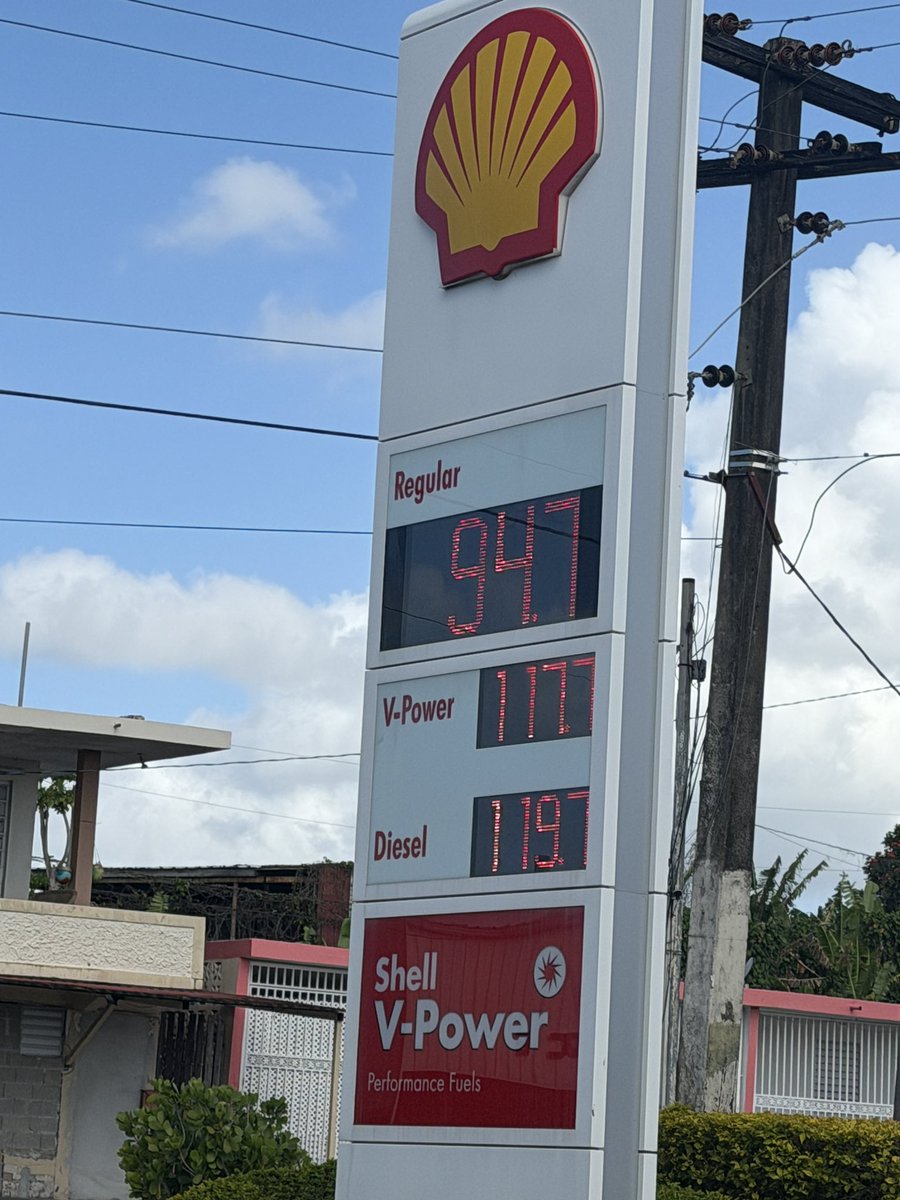 Regular
94.7
V-Power 117.7
Diesel 119.7
Shell
V-Power
Performance Fuels